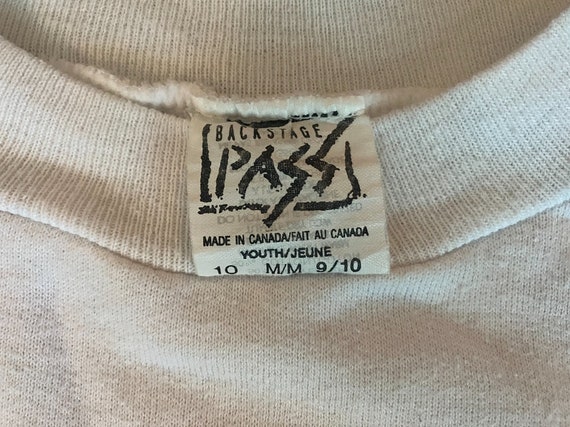 BACKSTAGE
PASS
MADE IN CANADA/FAIT AU CANADA
YOUTH/JEUNE
10 M/M 9/10